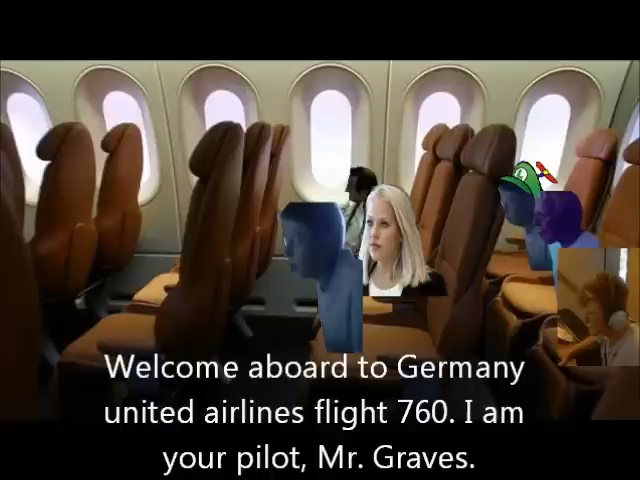 Welcome aboard to Germany
united airlines flight 760. I am
your pilot, Mr. Graves.